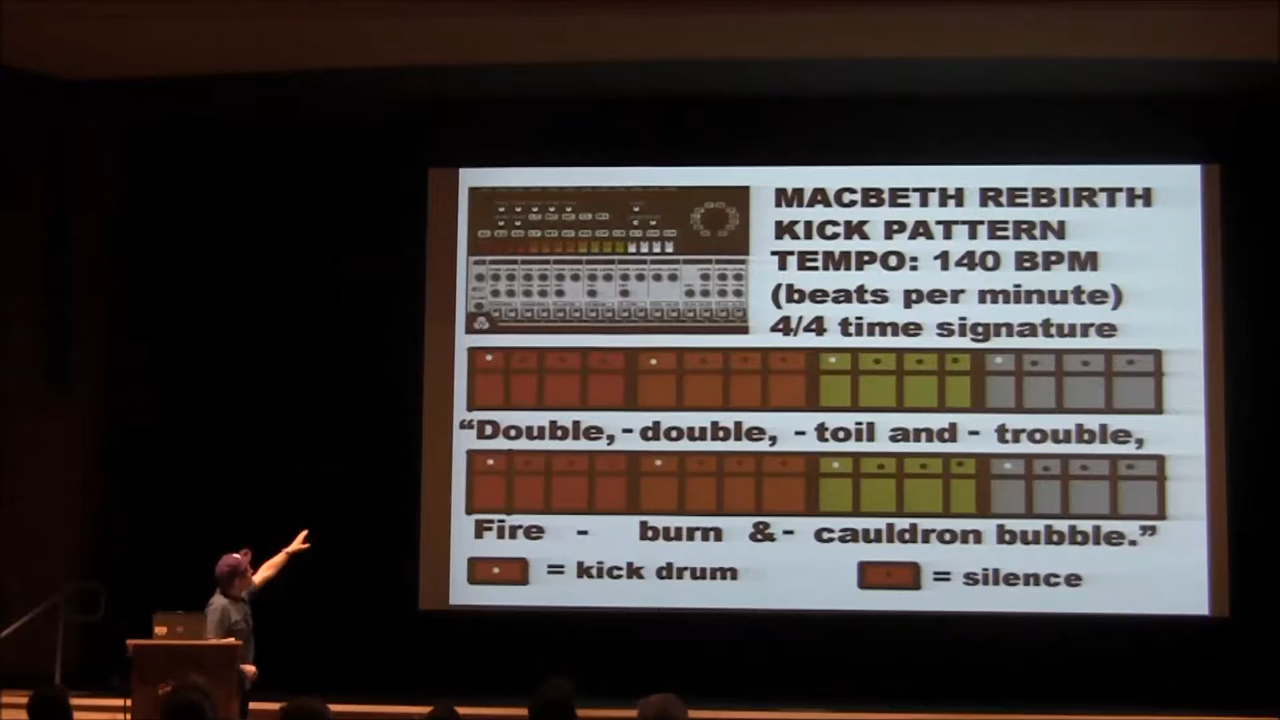 MACBETH REBIRTH
KICK PATTERN
TEMPO: 140 BPM
(beats per minute)
4/4 time signature
“Double,-double, -toil and- trouble,
Fire - burn &- cauldron bubble.”
= kick drum
= silence